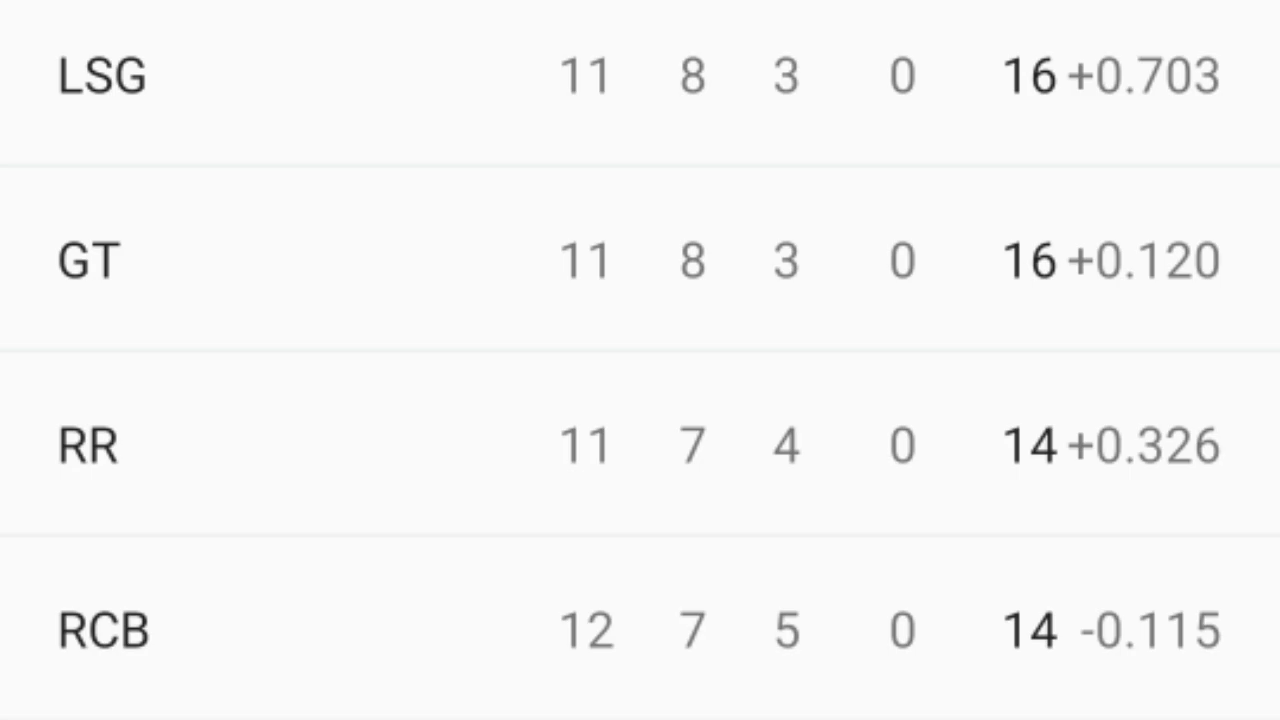 LSG 11 8 3 0 16 +0.703
GT 11 8 3 0 16 +0.120
RR 11 7 4 0 14 +0.326
RCB 12 7 5 0 14 -0.115